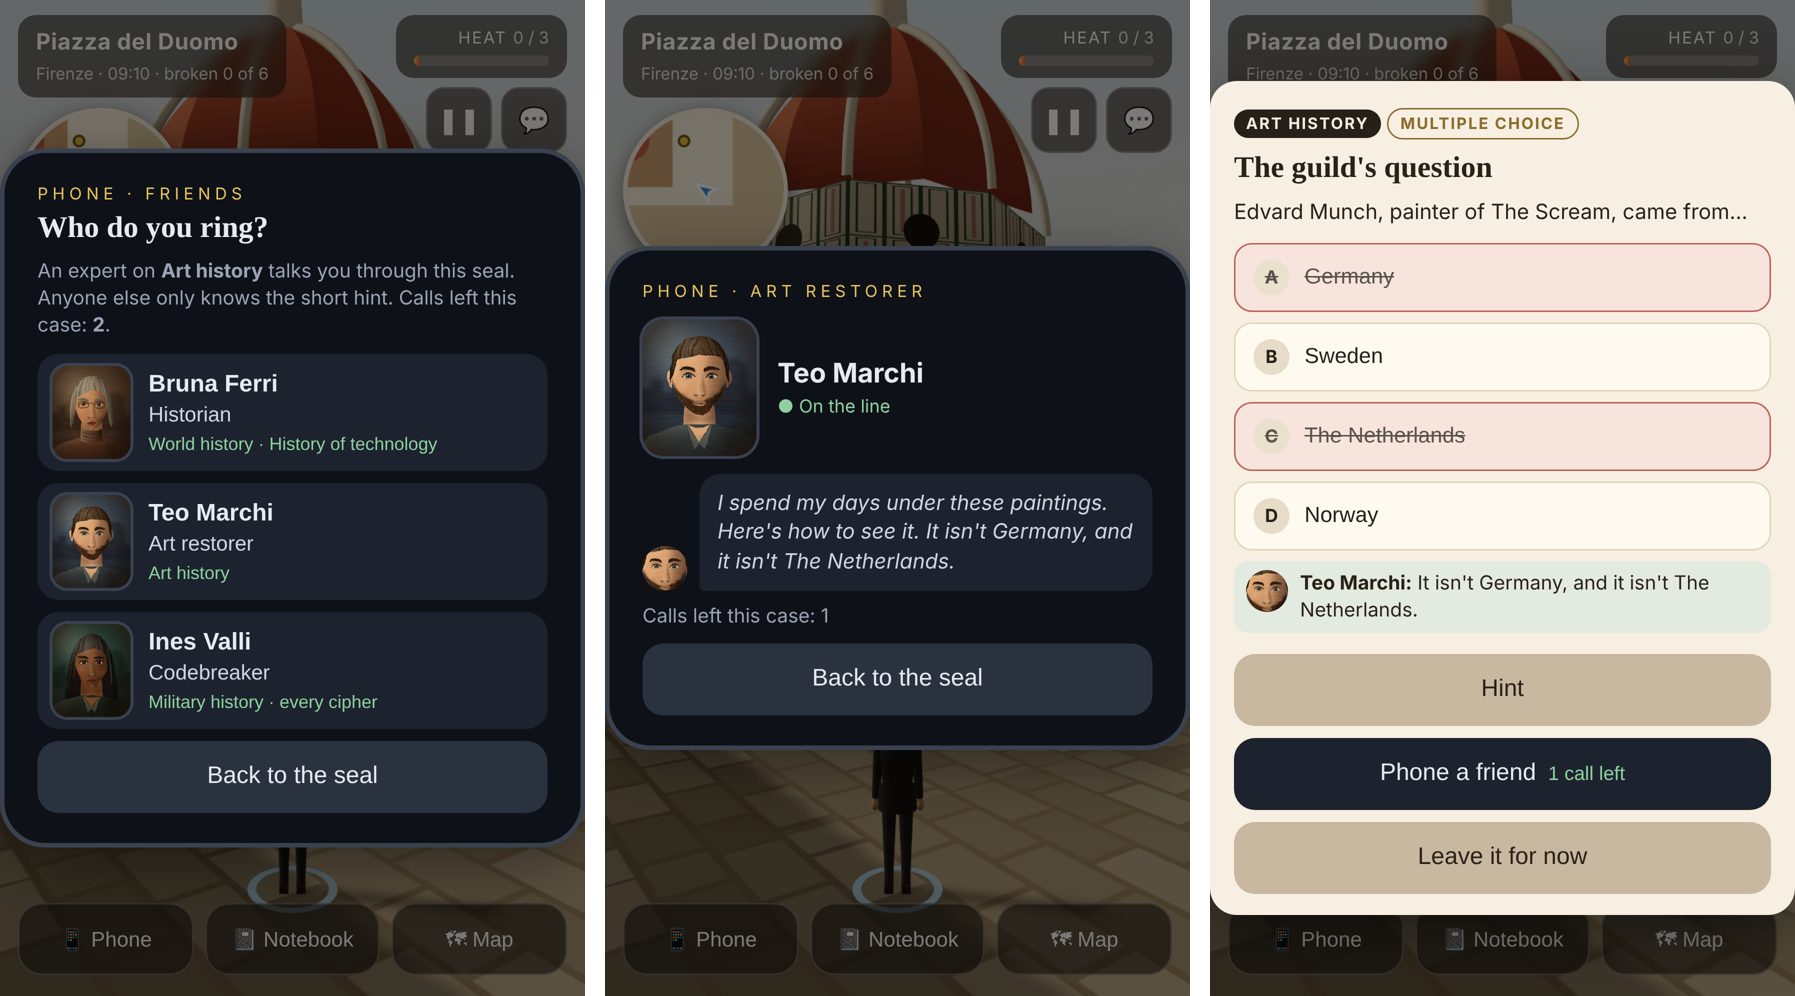 Piazza del Duomo
Firenze · 09:10 · broken 0 of 6
HEAT 0 / 3
PHONE · FRIENDS
Who do you ring?
An expert on Art history talks you through this seal.
Anyone else only knows the short hint. Calls left this
case: 2.
Bruna Ferri
Historian
World history · History of technology
Teo Marchi
Art restorer
Art history
Ines Valli
Codebreaker
Military history · every cipher
Back to the seal
Phone
Notebook
Map
Piazza del Duomo
Firenze · 09:10 · broken 0 of 6
HEAT 0 / 3
PHONE · ART RESTORER
Teo Marchi
On the line
I spend my days under these paintings.
Here's how to see it. It isn't Germany, and
it isn't The Netherlands.
Calls left this case: 1
Back to the seal
Phone
Notebook
Map
Piazza del Duomo
Firenze · 09:10 · broken 0 of 6
HEAT 0 / 3
ART HISTORY
MULTIPLE CHOICE
The guild's question
Edvard Munch, painter of The Scream, came from...
A Germany
B Sweden
C The Netherlands
D Norway
Teo Marchi: It isn't Germany, and it isn't The
Netherlands.
Hint
Phone a friend 1 call left
Leave it for now
Phone
Notebook
Map